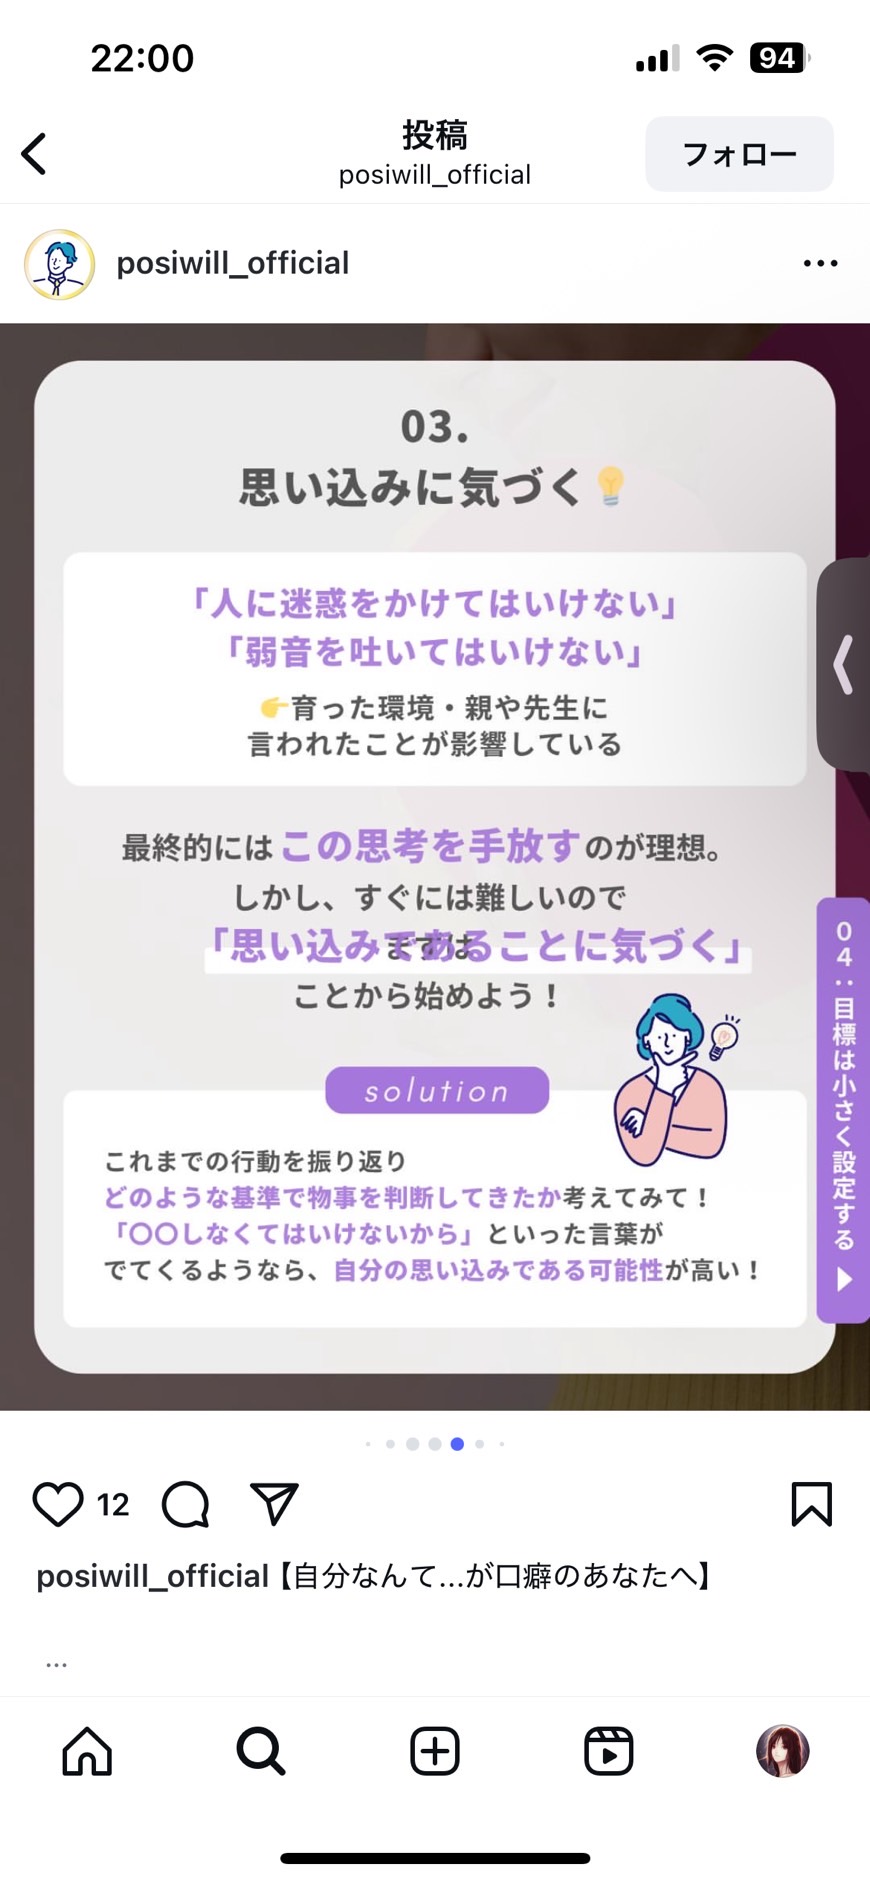 22:00
94
投稿
posiwill_official
フォロー
posiwill_official
03.
思い込みに気づく💡
「人に迷惑をかけてはいけない」
「弱音を吐いてはいけない」
👉育った環境・親や先生に
言われたことが影響している
最終的にはこの思考を手放すのが理想。
しかし、すぐには難しいので
まずは
「思い込みであることに気づく」
ことから始めよう！
solution
これまでの行動を振り返り
どのような基準で物事を判断してきたか考えてみて！
「〇〇しなくてはいけないから」といった言葉が
でてくるようなら、自分の思い込みである可能性が高い！
04：目標は小さく設定する▶
12
posiwill_official【自分なんて...が口癖のあなたへ】
...